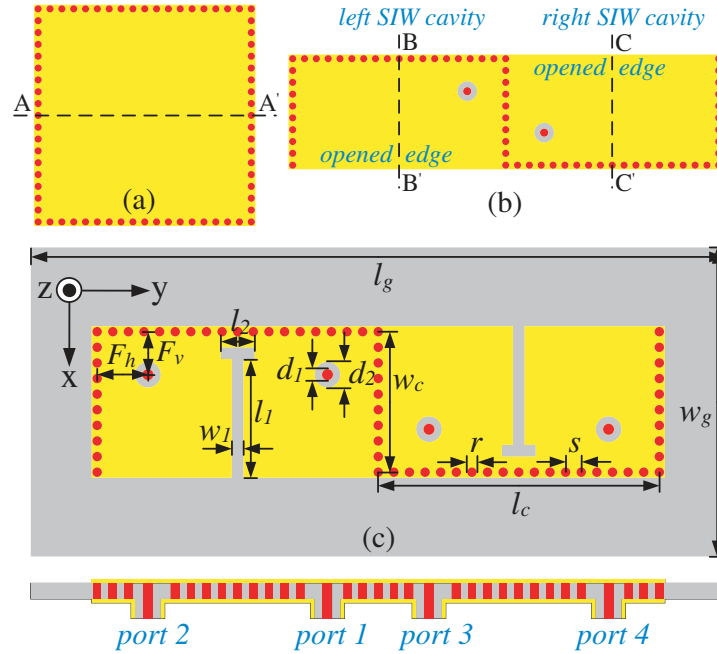 left SIW cavity
right SIW cavity
B
C
opened edge
A
A'
opened edge
B'
C'
(a)
(b)
l_g
z
y
x
l_2
F_h
F_v
d_1
d_2
w_c
w_g
w_1
l_1
r
s
l_c
(c)
port 2
port 1
port 3
port 4